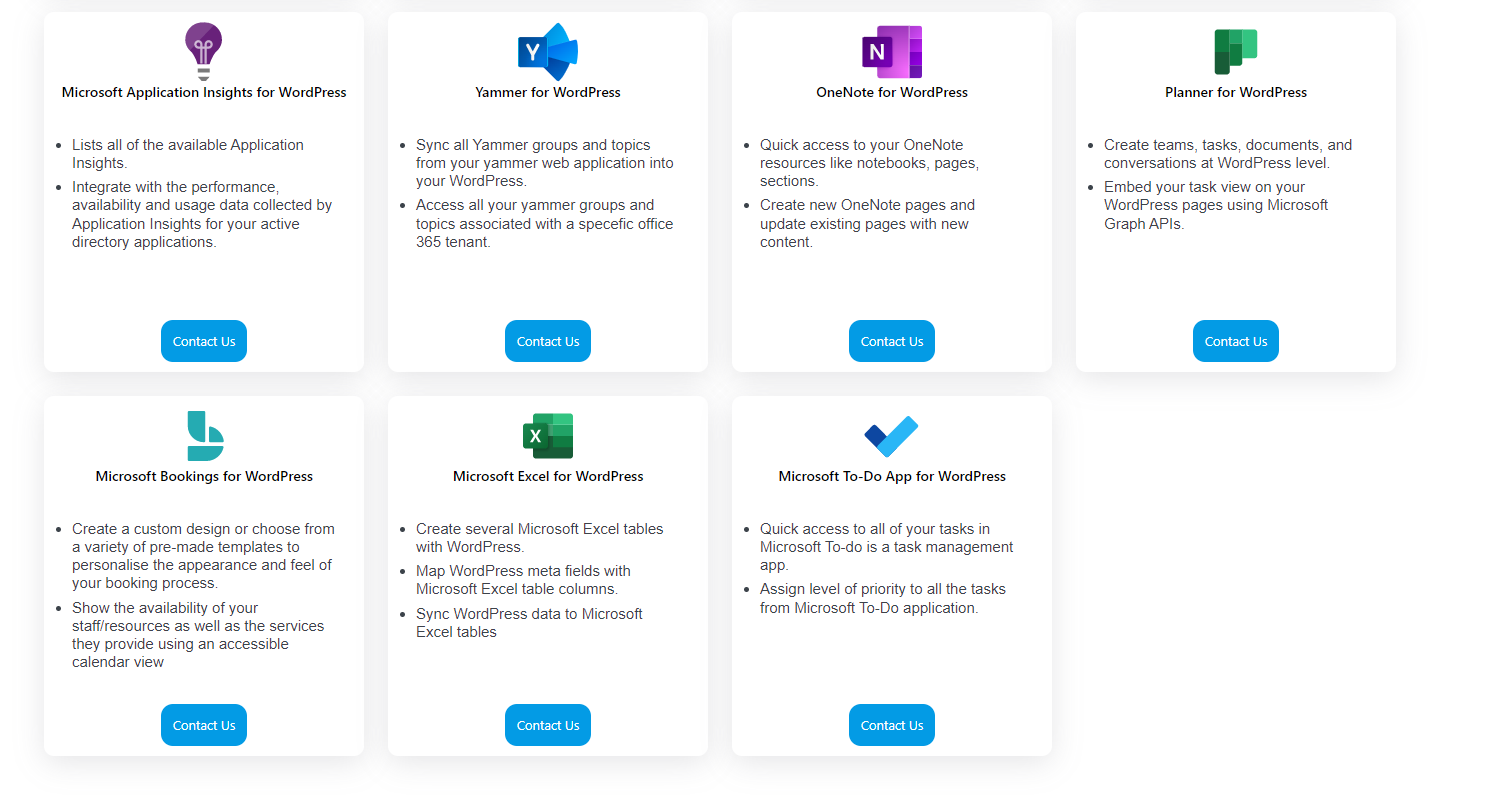 Microsoft Application Insights for WordPress
• Lists all of the available Application
Insights.
• Integrate with the performance,
availability and usage data collected by
Application Insights for your active
directory applications.
Contact Us
Y
Yammer for WordPress
• Sync all Yammer groups and topics
from your yammer web application into
your WordPress.
• Access all your yammer groups and
topics associated with a specefic office
365 tenant.
Contact Us
N
OneNote for WordPress
• Quick access to your OneNote
resources like notebooks, pages,
sections.
• Create new OneNote pages and
update existing pages with new
content.
Contact Us
Planner for WordPress
• Create teams, tasks, documents, and
conversations at WordPress level.
• Embed your task view on your
WordPress pages using Microsoft
Graph APIs.
Contact Us
Microsoft Bookings for WordPress
• Create a custom design or choose from
a variety of pre-made templates to
personalise the appearance and feel of
your booking process.
• Show the availability of your
staff/resources as well as the services
they provide using an accessible
calendar view
Contact Us
X
Microsoft Excel for WordPress
• Create several Microsoft Excel tables
with WordPress.
• Map WordPress meta fields with
Microsoft Excel table columns.
• Sync WordPress data to Microsoft
Excel tables
Contact Us
Microsoft To-Do App for WordPress
• Quick access to all of your tasks in
Microsoft To-do is a task management
app.
• Assign level of priority to all the tasks
from Microsoft To-Do application.
Contact Us